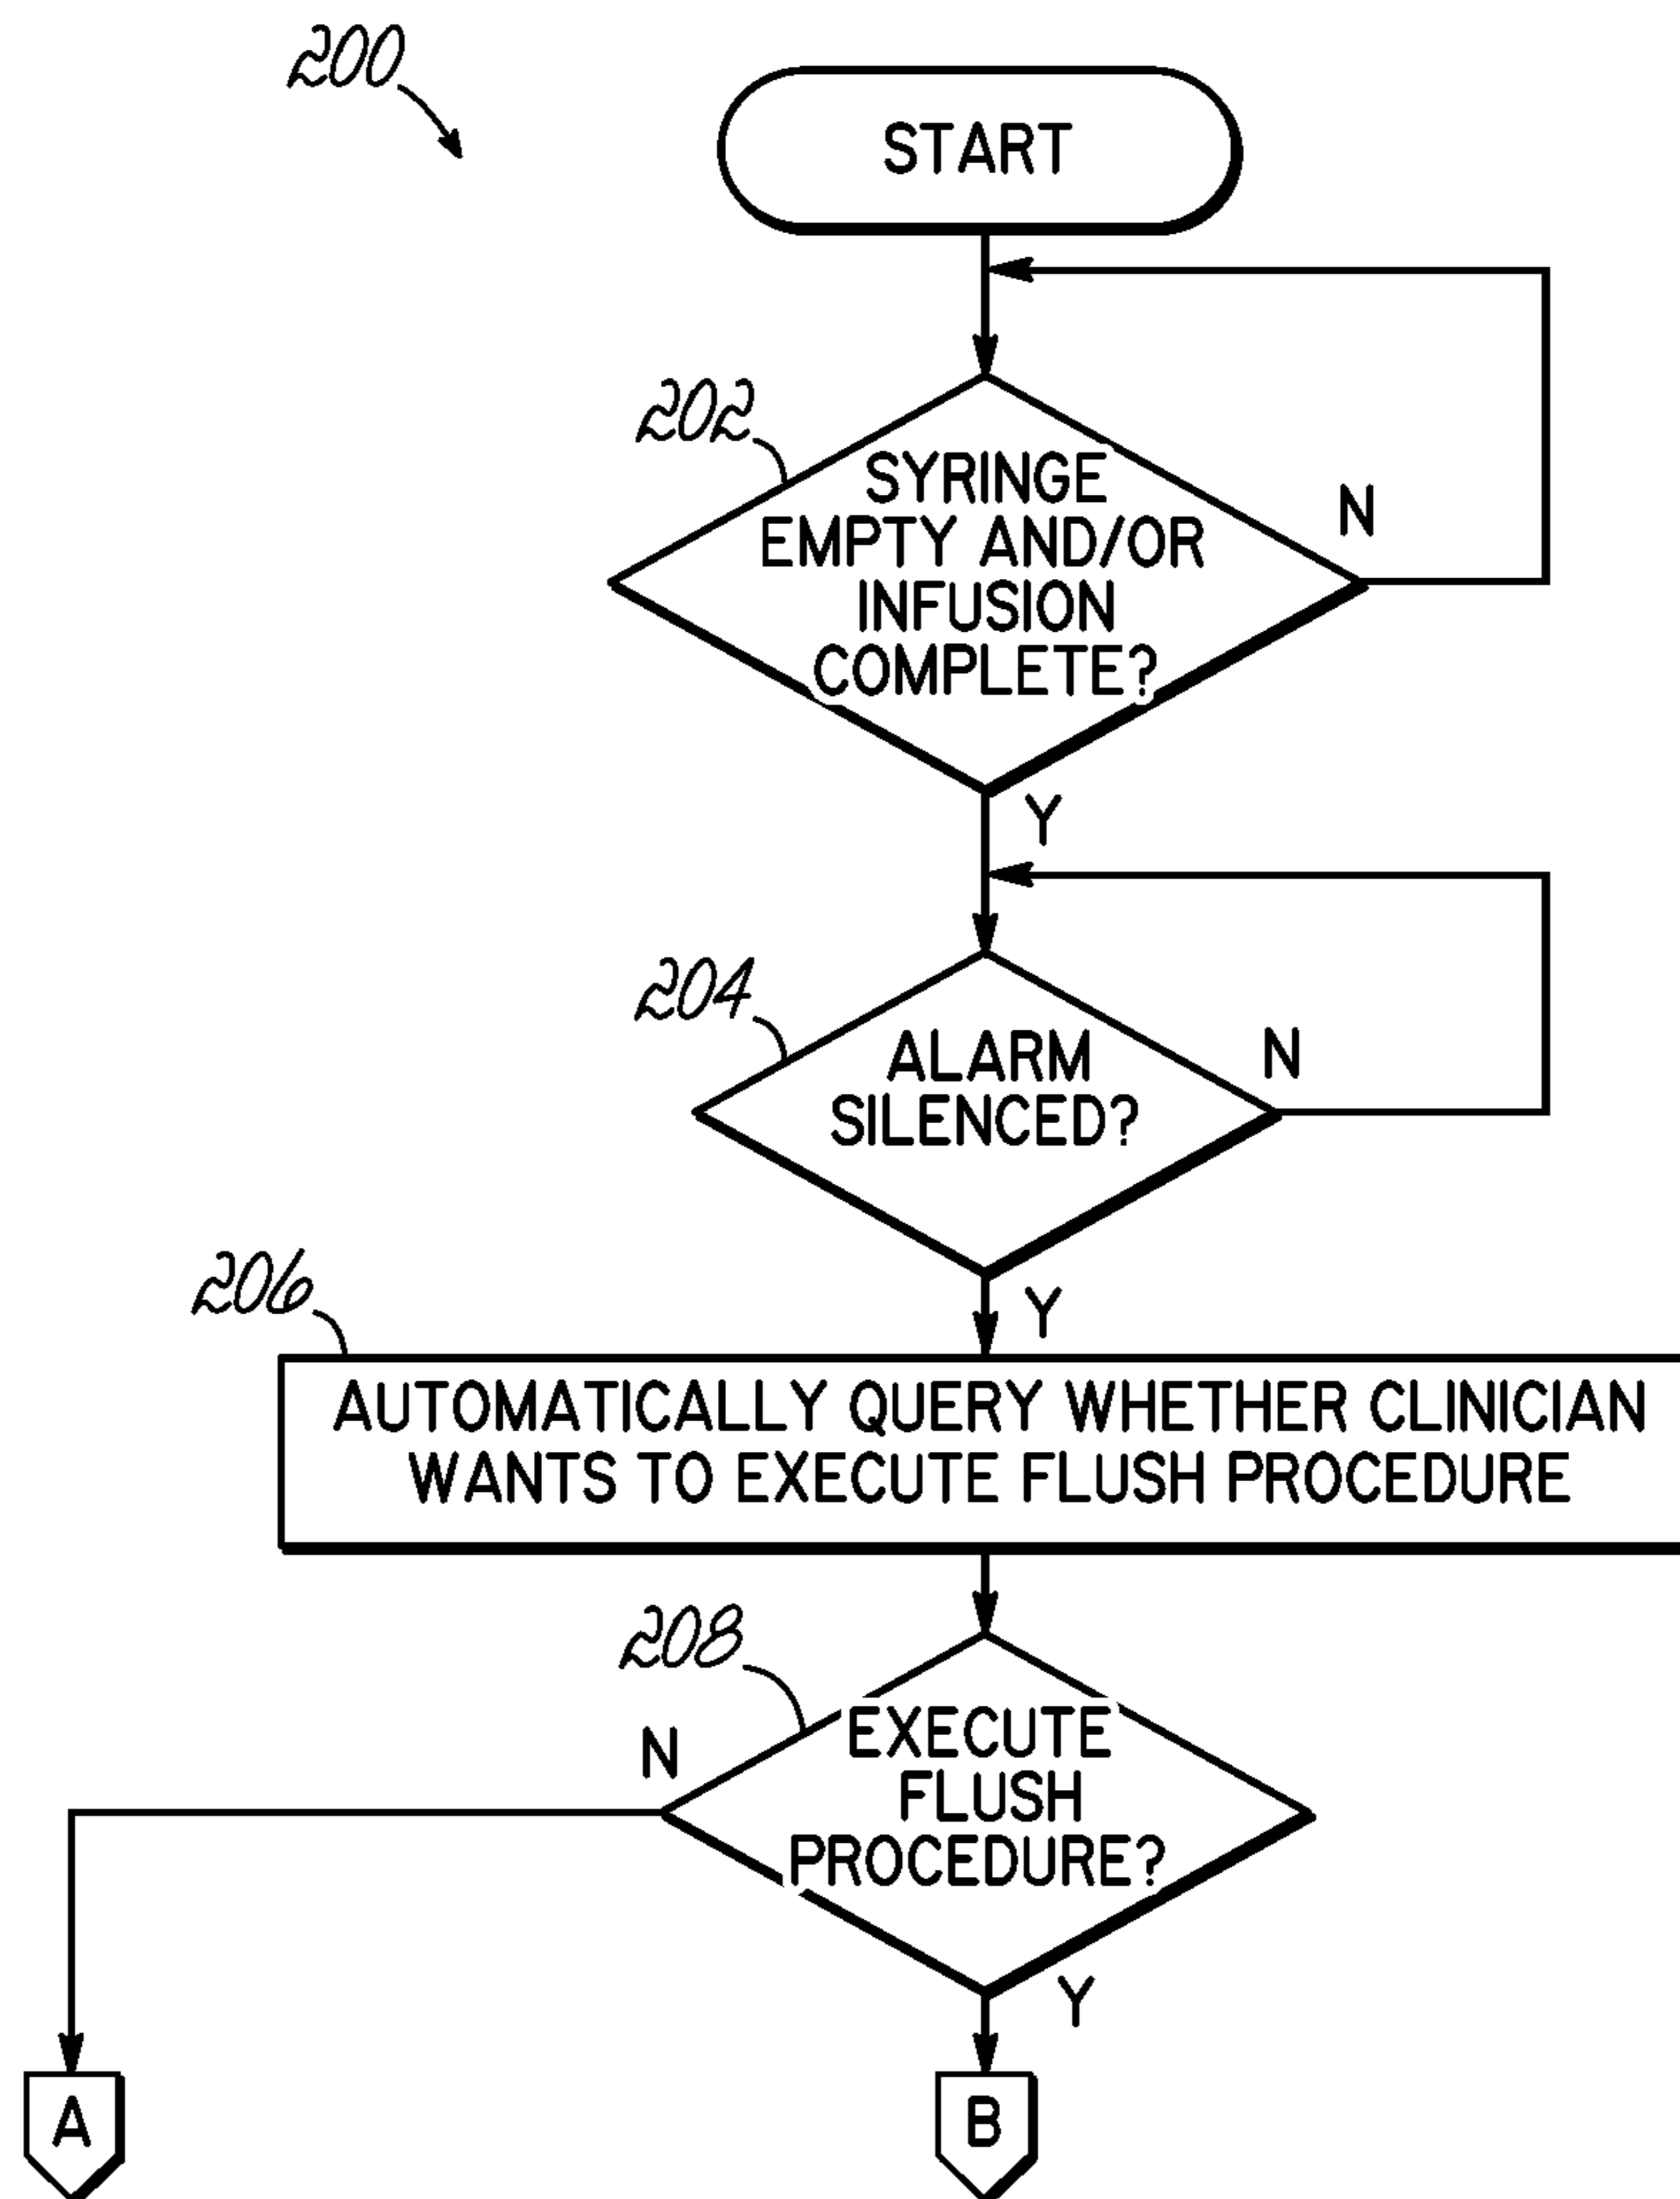 200
START
202
SYRINGE
EMPTY AND/OR
INFUSION
COMPLETE?
N
Y
204
ALARM
SILENCED?
N
Y
206
AUTOMATICALLY QUERY WHETHER CLINICIAN
WANTS TO EXECUTE FLUSH PROCEDURE
208
EXECUTE
FLUSH
PROCEDURE?
N
Y
A
B